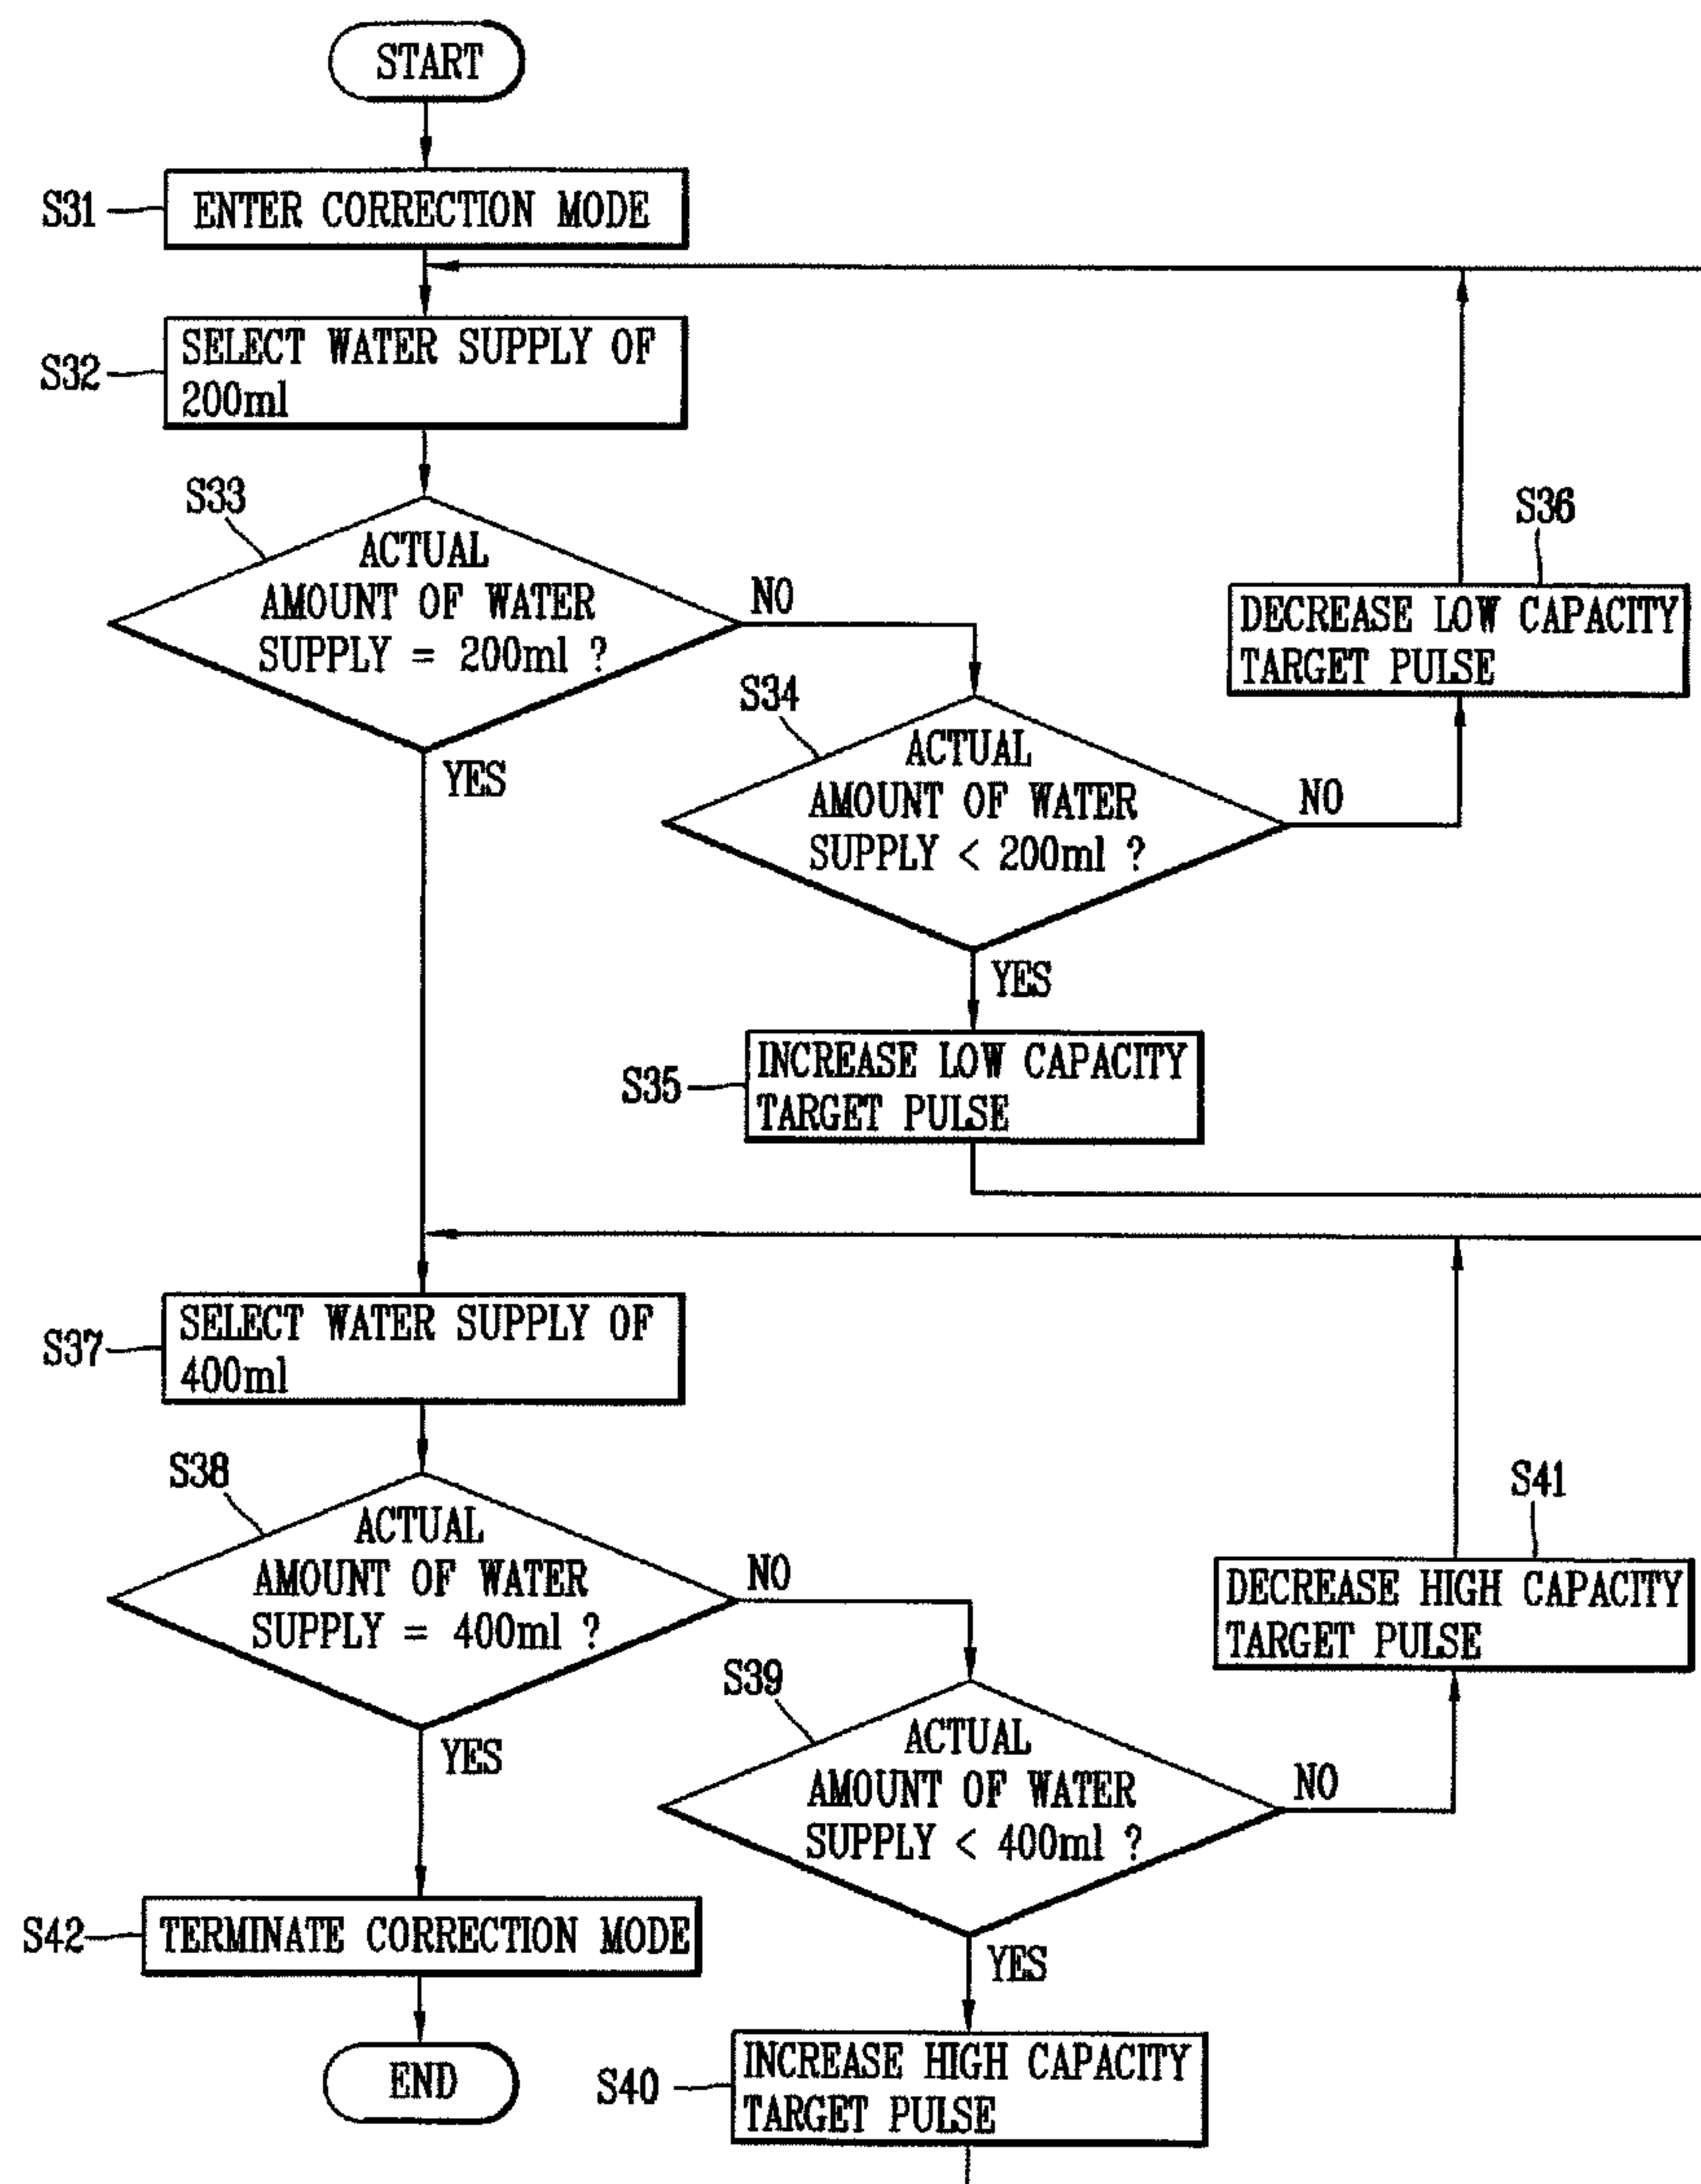 START
S31
ENTER CORRECTION MODE
S32
SELECT WATER SUPPLY OF
200ml
S33
ACTUAL
AMOUNT OF WATER
SUPPLY = 200ml ?
NO
YES
S34
ACTUAL
AMOUNT OF WATER
SUPPLY < 200ml ?
NO
YES
S36
DECREASE LOW CAPACITY
TARGET PULSE
S35
INCREASE LOW CAPACITY
TARGET PULSE
S37
SELECT WATER SUPPLY OF
400ml
S38
ACTUAL
AMOUNT OF WATER
SUPPLY = 400ml ?
NO
YES
S39
ACTUAL
AMOUNT OF WATER
SUPPLY < 400ml ?
NO
YES
S41
DECREASE HIGH CAPACITY
TARGET PULSE
S42
TERMINATE CORRECTION MODE
END
S40
INCREASE HIGH CAPACITY
TARGET PULSE